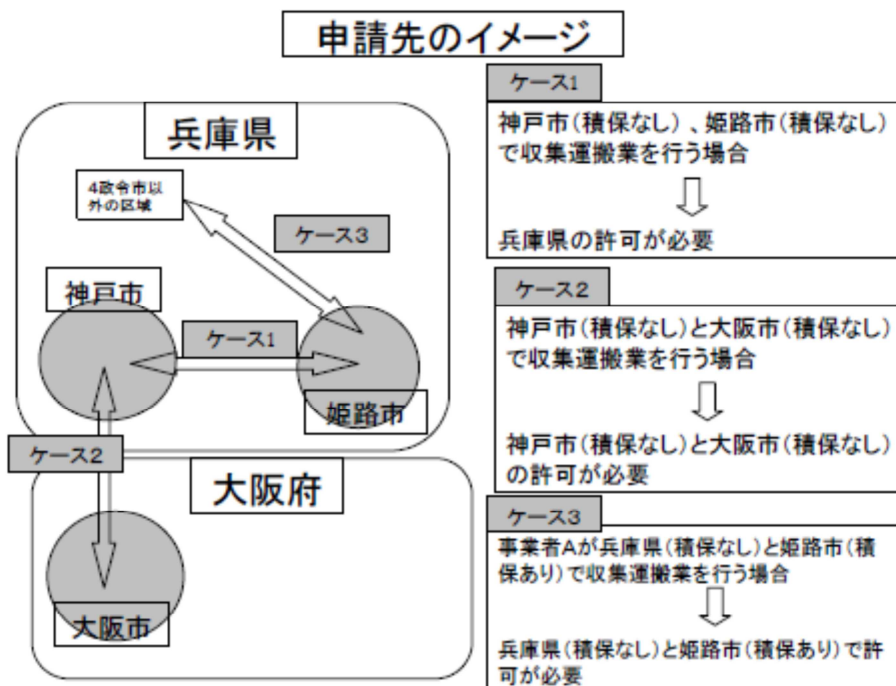 申請先のイメージ
兵庫県
4政令市以
外の区域
ケース3
神戸市
ケース1
姫路市
ケース2
大阪府
大阪市
ケース1
神戸市(積保なし)、姫路市(積保なし)
で収集運搬業を行う場合
兵庫県の許可が必要
ケース2
神戸市(積保なし)と大阪市(積保なし)
で収集運搬業を行う場合
神戸市(積保なし)と大阪市(積保なし)
の許可が必要
ケース3
事業者Aが兵庫県(積保なし)と姫路市(積
保あり)で収集運搬業を行う場合
兵庫県(積保なし)と姫路市(積保あり)で許
可が必要